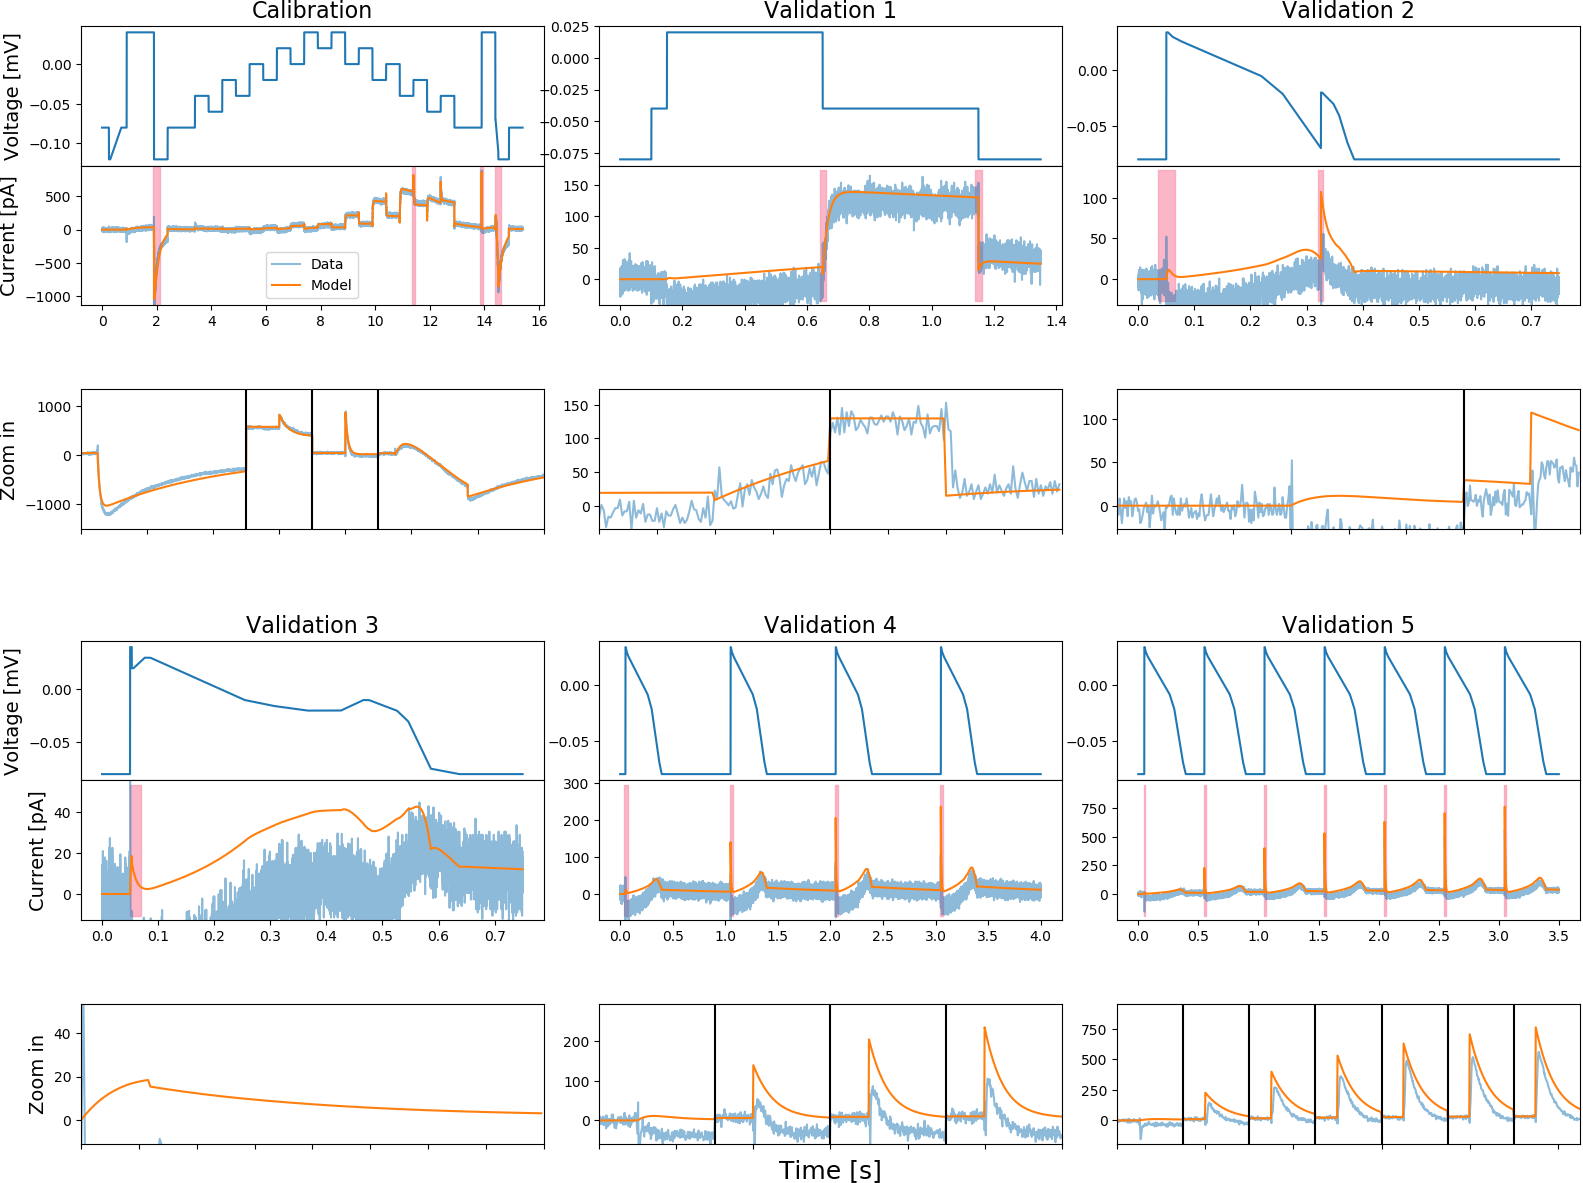 Calibration
Validation 1
Validation 2
Voltage [mV]
0.00
−0.05
−0.10
0.025
0.000
−0.025
−0.050
−0.075
0.00
−0.05
Current [pA]
500
0
−500
−1000
Data
Model
150
100
50
0
100
50
0
0 2 4 6 8 10 12 14 16
0.0 0.2 0.4 0.6 0.8 1.0 1.2 1.4
0.0 0.1 0.2 0.3 0.4 0.5 0.6 0.7
Zoom in
1000
0
−1000
150
100
50
0
100
50
0
Validation 3
Validation 4
Validation 5
Voltage [mV]
0.00
−0.05
0.00
−0.05
0.00
−0.05
Current [pA]
40
20
0
300
200
100
0
750
500
250
0
0.0 0.1 0.2 0.3 0.4 0.5 0.6 0.7
0.0 0.5 1.0 1.5 2.0 2.5 3.0 3.5 4.0
0.0 0.5 1.0 1.5 2.0 2.5 3.0 3.5
Zoom in
40
20
0
200
100
0
750
500
250
0
Time [s]